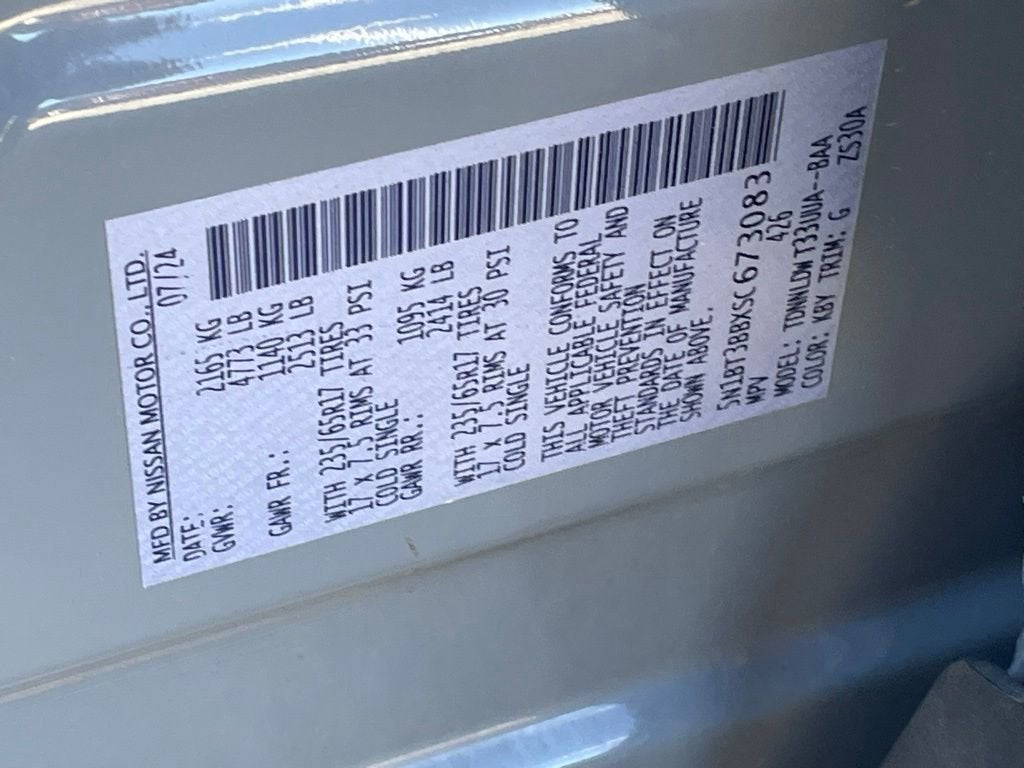 MFD BY NISSAN MOTOR CO., LTD.
DATE: 07/24
GVWR: 2165 KG
4773 LB
GAWR FR.: 1140 KG
2513 LB
WITH 235/65R17 TIRES
17 X 7.5 RIMS AT 33 PSI
COLD SINGLE
GAWR RR.: 1095 KG
2414 LB
WITH 235/65R17 TIRES
17 X 7.5 RIMS AT 30 PSI
COLD SINGLE
THIS VEHICLE CONFORMS TO
ALL APPLICABLE FEDERAL
MOTOR VEHICLE SAFETY AND
THEFT PREVENTION
STANDARDS IN EFFECT ON
THE DATE OF MANUFACTURE
SHOWN ABOVE.
5N1BT3BBXSC673083
MPV 426
MODEL: TDNNLDW T33UUA--BAA
COLOR: KBY TRIM: G ZS30A